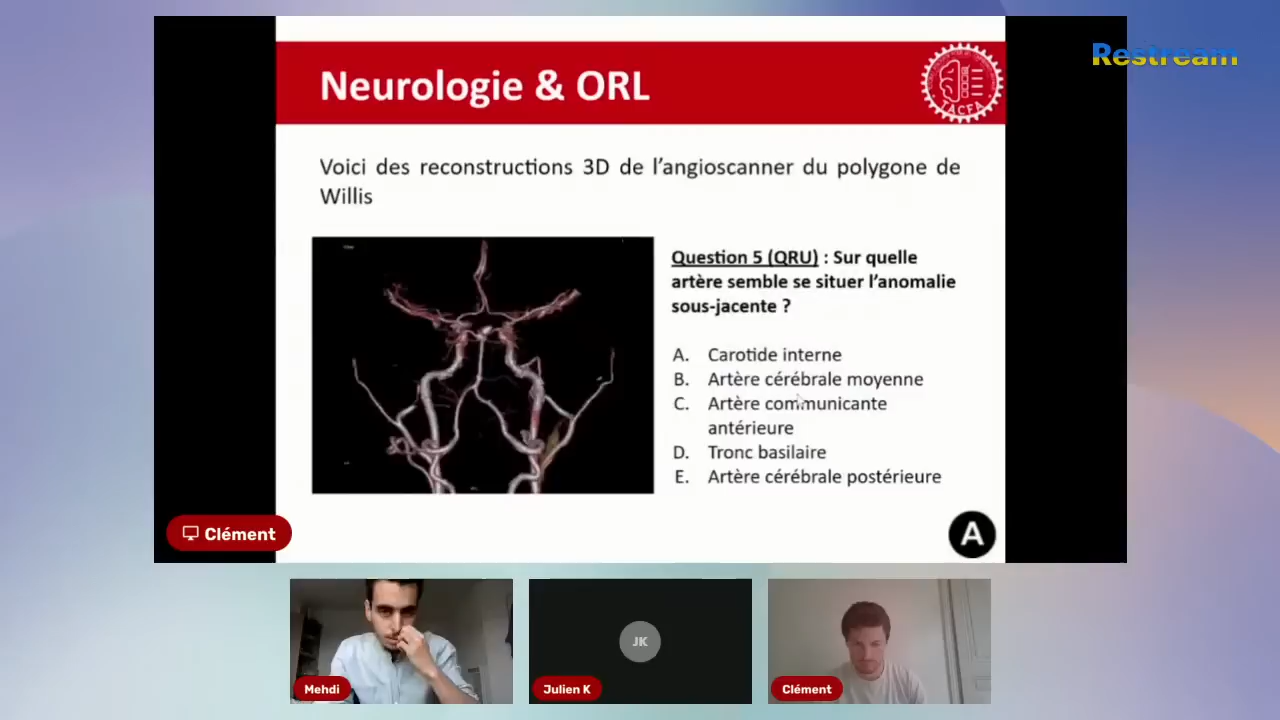 Restream
Neurologie & ORL
TACFA
Voici des reconstructions 3D de l'angioscanner du polygone de
Willis
Question 5 (QRU) : Sur quelle
artère semble se situer l'anomalie
sous-jacente ?
A. Carotide interne
B. Artère cérébrale moyenne
C. Artère communicante
antérieure
D. Tronc basilaire
E. Artère cérébrale postérieure
A
Clément
JK
Mehdi
Julien K
Clément